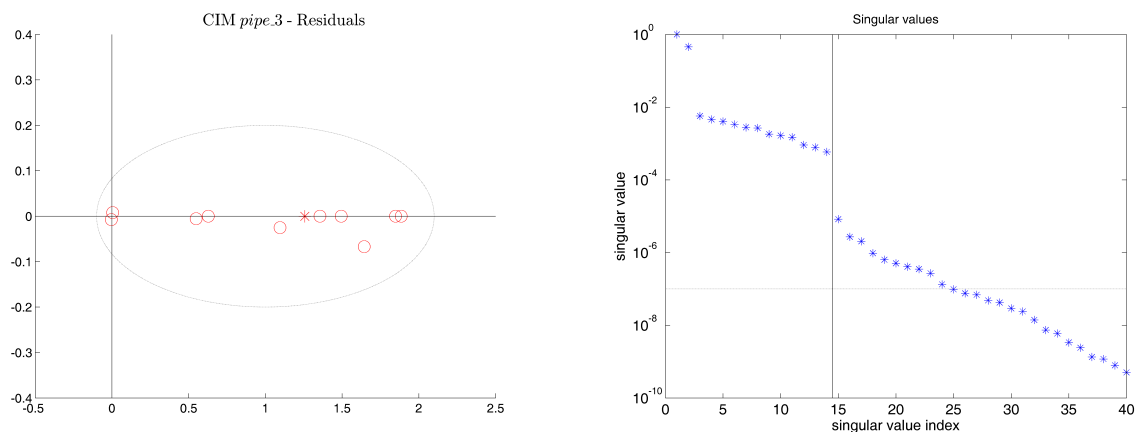 CIM pipe_3 - Residuals
0.4
0.3
0.2
0.1
0
-0.1
-0.2
-0.3
-0.4
-0.5 0 0.5 1 1.5 2 2.5
Singular values
singular value
10^0
10^-2
10^-4
10^-6
10^-8
10^-10
0 5 10 15 20 25 30 35 40
singular value index